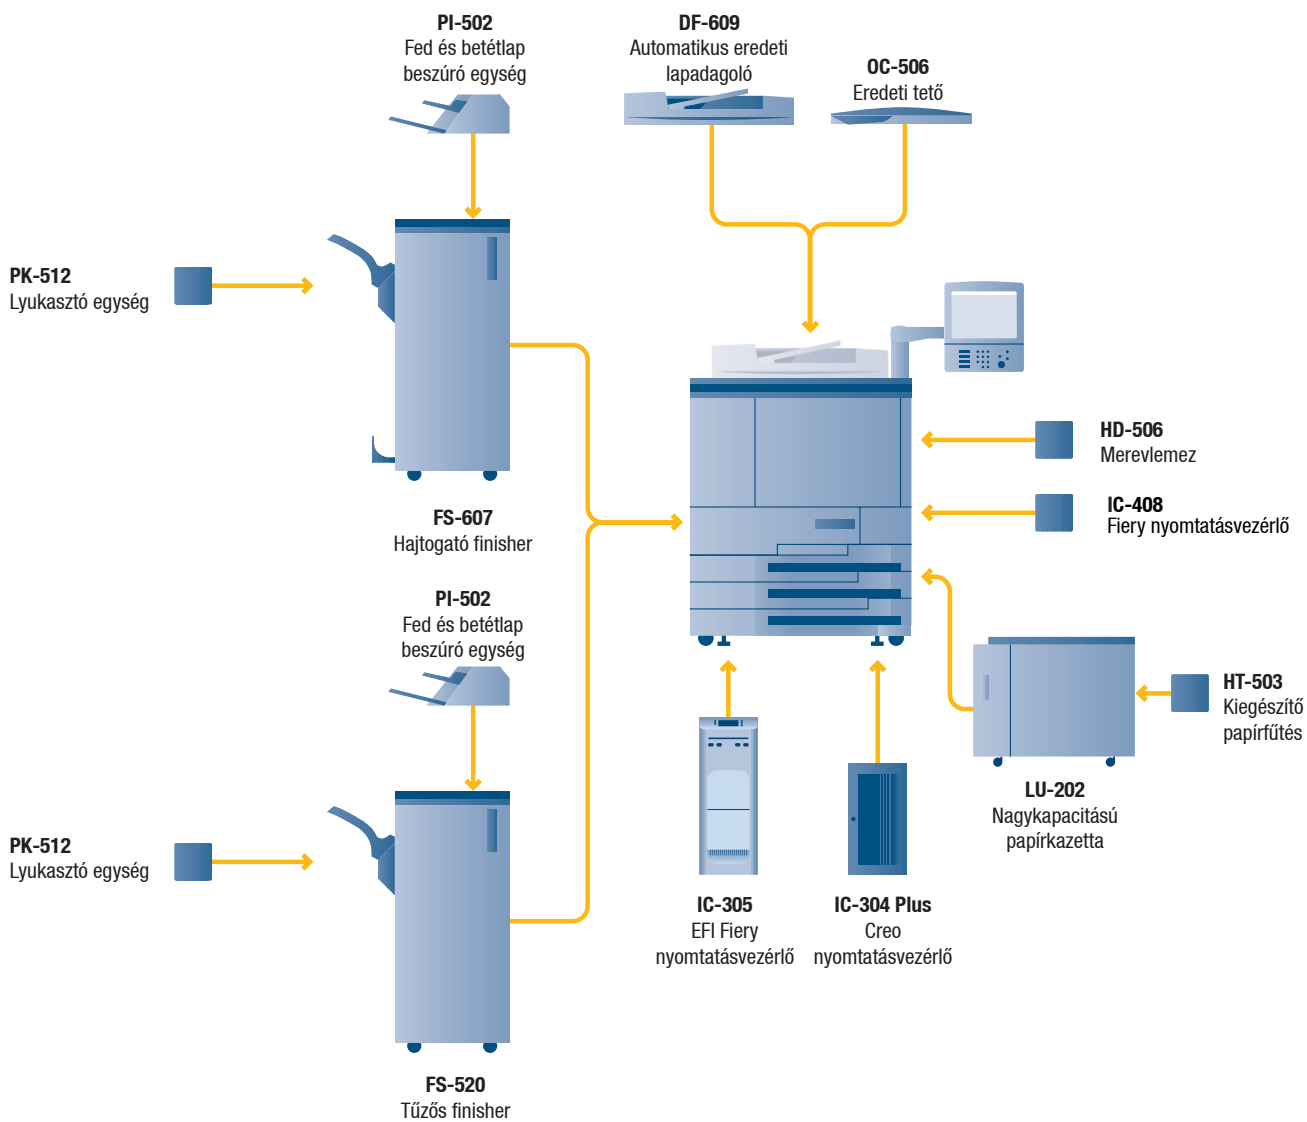 PI-502
Fed és betétlap
beszúró egység
DF-609
Automatikus eredeti
lapadagoló
OC-506
Eredeti tető
PK-512
Lyukasztó egység
HD-506
Merevlemez
IC-408
Fiery nyomtatásvezérlő
FS-607
Hajtogató finisher
PI-502
Fed és betétlap
beszúró egység
HT-503
Kiegészítő
papírfűtés
LU-202
Nagykapacitású
papírkazetta
PK-512
Lyukasztó egység
IC-305
EFI Fiery
nyomtatásvezérlő
IC-304 Plus
Creo
nyomtatásvezérlő
FS-520
Tűzős finisher